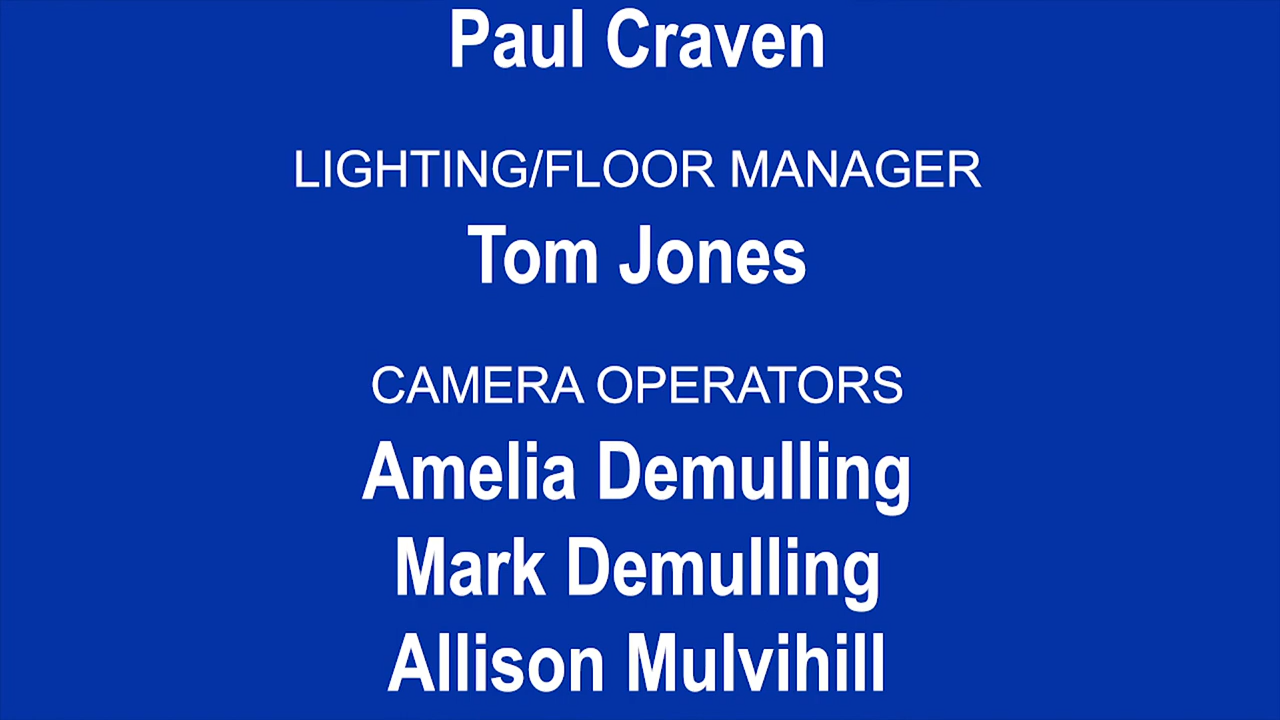 Paul Craven
LIGHTING/FLOOR MANAGER
Tom Jones
CAMERA OPERATORS
Amelia Demulling
Mark Demulling
Allison Mulvihill